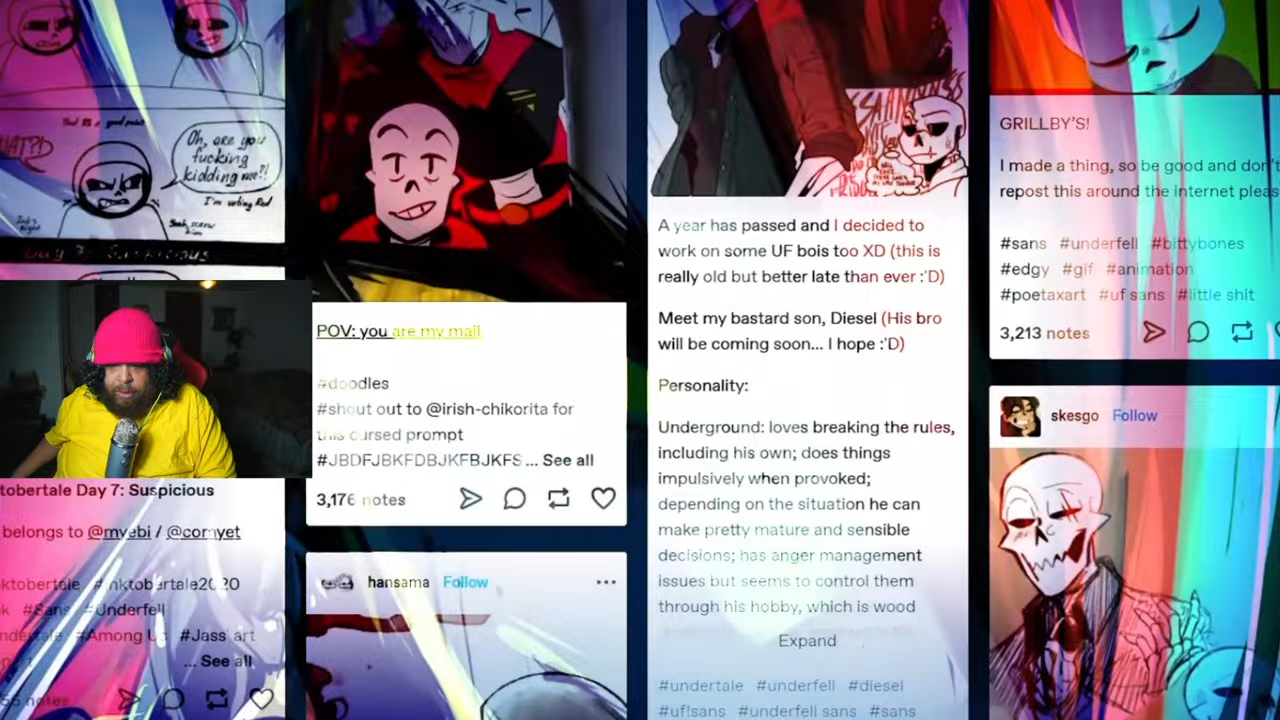 Oh, are you
fucking
kidding me?!
I'm voting Red
Day 7: Suspicious
tobertale Day 7: Suspicious
belongs to @mvebi / @comyet
#Underfell
#Among U
#Jass art
... See all
POV: you are my mall
#doodles
#shout out to @irish-chikorita for
this cursed prompt
#JBDFJBKFDBJKFBJKFS ... See all
3,176 notes
hansama Follow
A year has passed and I decided to
work on some UF bois too XD (this is
really old but better late than ever :'D)
Meet my bastard son, Diesel (His bro
will be coming soon... I hope :'D)
Personality:
Underground: loves breaking the rules,
including his own; does things
impulsively when provoked;
depending on the situation he can
make pretty mature and sensible
decisions; has anger management
issues but seems to control them
through his hobby, which is wood
Expand
#undertale #underfell #diesel
#uf!sans #underfell sans #sans
GRILLBY'S!
I made a thing, so be good and don't
repost this around the internet pleas
#sans #underfell #bittybones
#edgy #gif #animation
#poetaxart #uf sans #little shit
3,213 notes
skesgo Follow